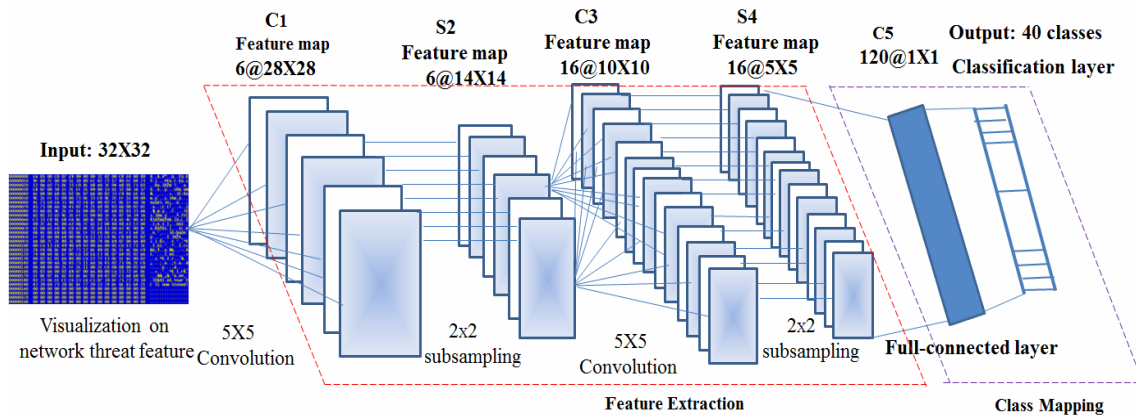 C1
Feature map
6@28X28
S2
Feature map
6@14X14
C3
Feature map
16@10X10
S4
Feature map
16@5X5
C5
120@1X1
Output: 40 classes
Classification layer
Input: 32X32
Visualization on
network threat feature
5X5
Convolution
2x2
subsampling
5X5
Convolution
2x2
subsampling
Full-connected layer
Feature Extraction
Class Mapping